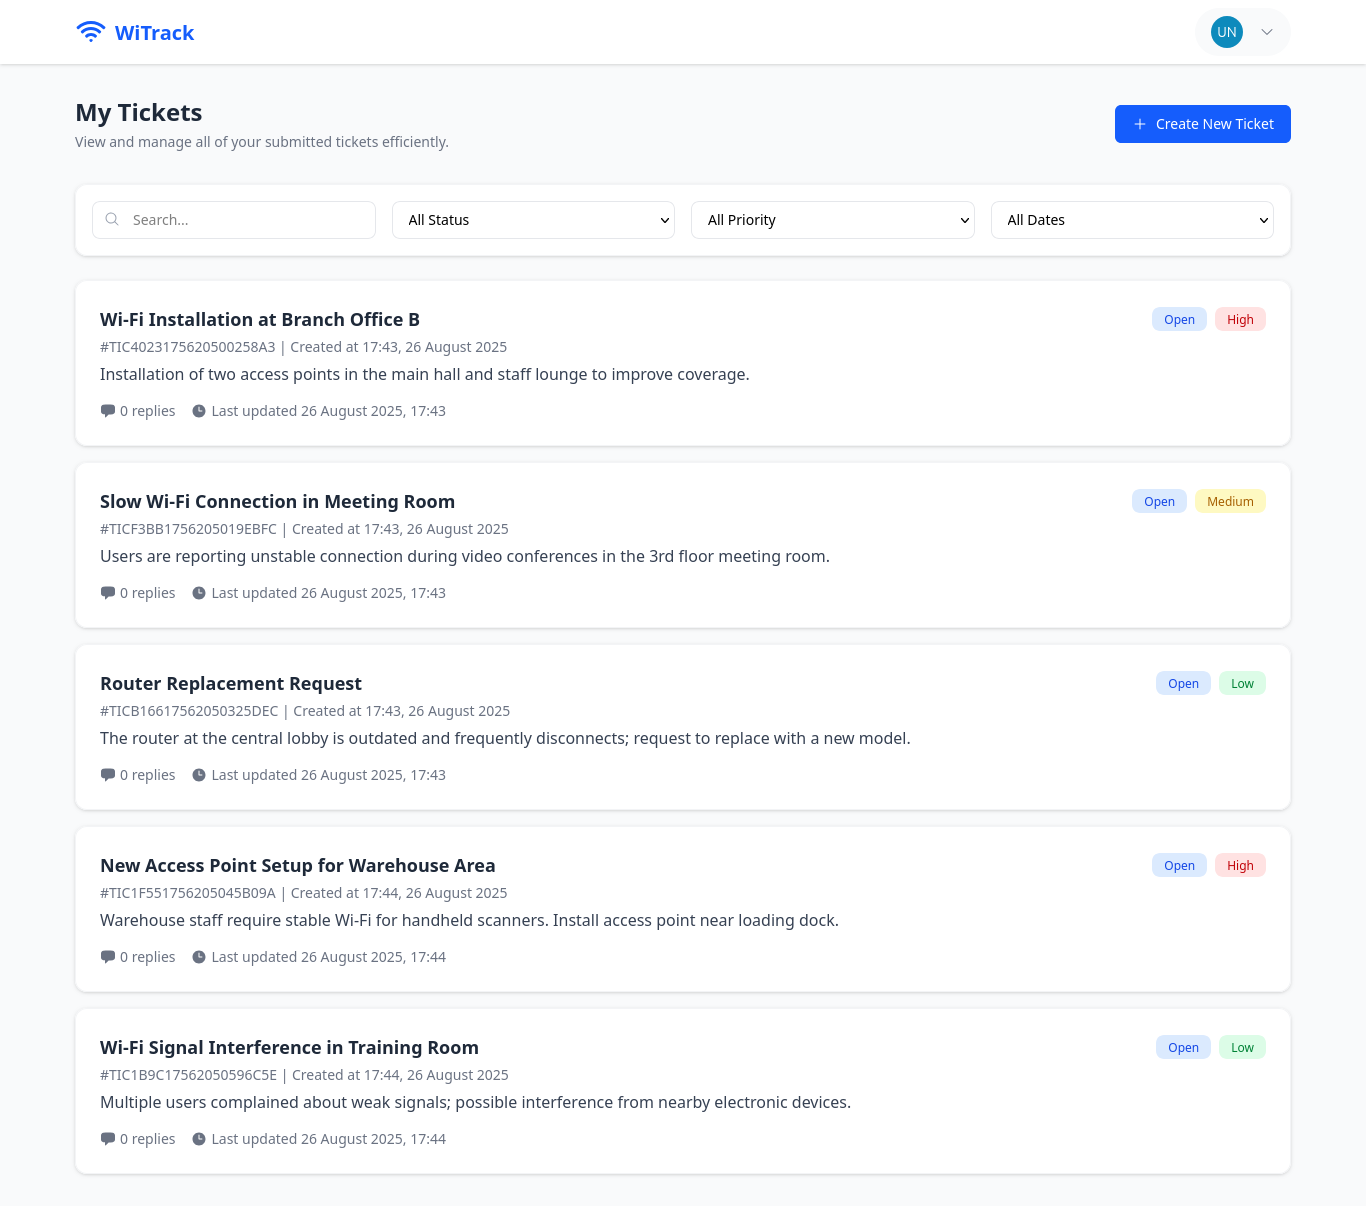 WiTrack
UN
My Tickets
View and manage all of your submitted tickets efficiently.
Create New Ticket
Search...
All Status
All Priority
All Dates
Wi-Fi Installation at Branch Office B
Open
High
#TIC4023175620500258A3 | Created at 17:43, 26 August 2025
Installation of two access points in the main hall and staff lounge to improve coverage.
0 replies
Last updated 26 August 2025, 17:43
Slow Wi-Fi Connection in Meeting Room
Open
Medium
#TICF3BB1756205019EBFC | Created at 17:43, 26 August 2025
Users are reporting unstable connection during video conferences in the 3rd floor meeting room.
0 replies
Last updated 26 August 2025, 17:43
Router Replacement Request
Open
Low
#TICB16617562050325DEC | Created at 17:43, 26 August 2025
The router at the central lobby is outdated and frequently disconnects; request to replace with a new model.
0 replies
Last updated 26 August 2025, 17:43
New Access Point Setup for Warehouse Area
Open
High
#TIC1F551756205045B09A | Created at 17:44, 26 August 2025
Warehouse staff require stable Wi-Fi for handheld scanners. Install access point near loading dock.
0 replies
Last updated 26 August 2025, 17:44
Wi-Fi Signal Interference in Training Room
Open
Low
#TIC1B9C17562050596C5E | Created at 17:44, 26 August 2025
Multiple users complained about weak signals; possible interference from nearby electronic devices.
0 replies
Last updated 26 August 2025, 17:44